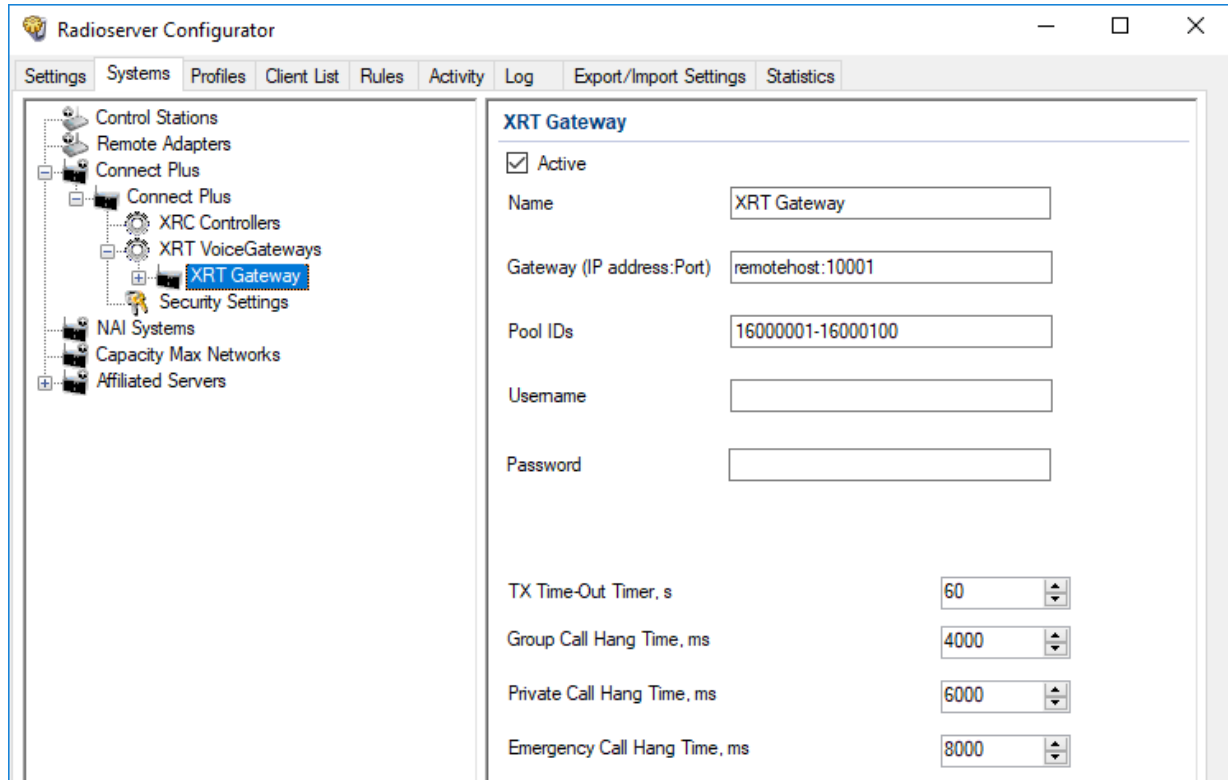 Radioserver Configurator
Settings Systems Profiles Client List Rules Activity Log Export/Import Settings Statistics
Control Stations
Remote Adapters
Connect Plus
Connect Plus
XRC Controllers
XRT VoiceGateways
XRT Gateway
Security Settings
NAI Systems
Capacity Max Networks
Affiliated Servers
XRT Gateway
Active
Name XRT Gateway
Gateway (IP address:Port) remotehost:10001
Pool IDs 16000001-16000100
Username
Password
TX Time-Out Timer, s 60
Group Call Hang Time, ms 4000
Private Call Hang Time, ms 6000
Emergency Call Hang Time, ms 8000